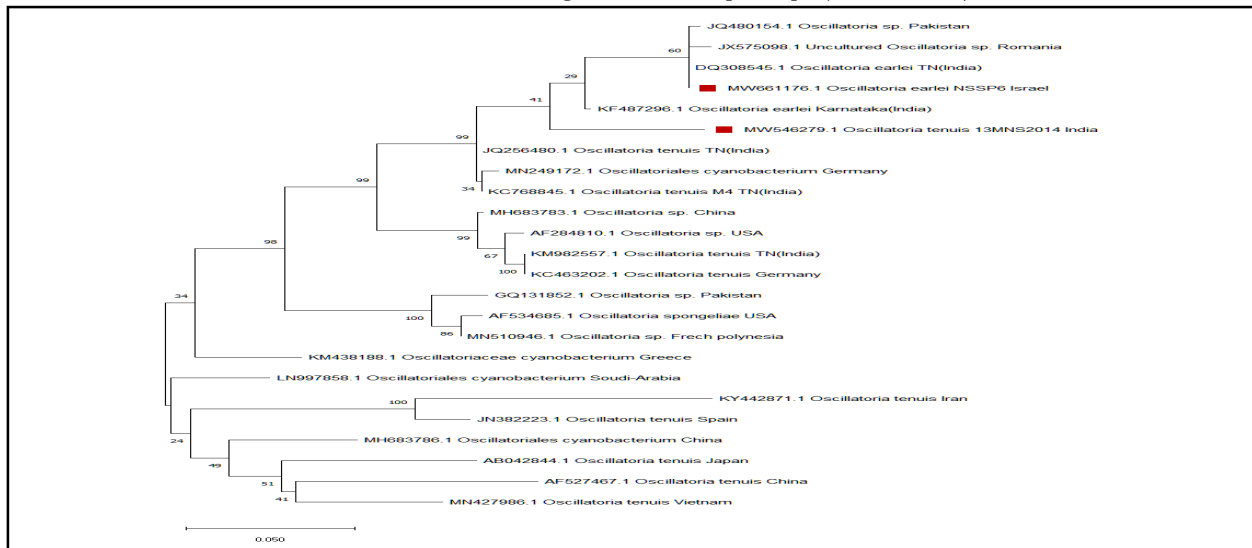 JQ480154.1 Oscillatoria sp. Pakistan
JX575098.1 Uncultured Oscillatoria sp. Romania
60
DQ308545.1 Oscillatoria earlei TN(India)
29
MW661176.1 Oscillatoria earlei NSSP6 Israel
41
KF487296.1 Oscillatoria earlei Karnataka(India)
MW546279.1 Oscillatoria tenuis 13MNS2014 India
99
JQ256480.1 Oscillatoria tenuis TN(India)
MN249172.1 Oscillatoriales cyanobacterium Germany
99
34
KC768845.1 Oscillatoria tenuis M4 TN(India)
MH683783.1 Oscillatoria sp. China
AF284810.1 Oscillatoria sp. USA
99
98
67
KM982557.1 Oscillatoria tenuis TN(India)
100
KC463202.1 Oscillatoria tenuis Germany
34
GQ131852.1 Oscillatoria sp. Pakistan
100
AF534685.1 Oscillatoria spongeliae USA
86
MN510946.1 Oscillatoria sp. Frech polynesia
KM438188.1 Oscillatoriaceae cyanobacterium Greece
LN997858.1 Oscillatoriales cyanobacterium Soudi-Arabia
100
KY442871.1 Oscillatoria tenuis Iran
JN382223.1 Oscillatoria tenuis Spain
24
MH683786.1 Oscillatoriales cyanobacterium China
49
AB042844.1 Oscillatoria tenuis Japan
51
AF527467.1 Oscillatoria tenuis China
41
MN427986.1 Oscillatoria tenuis Vietnam
0.050